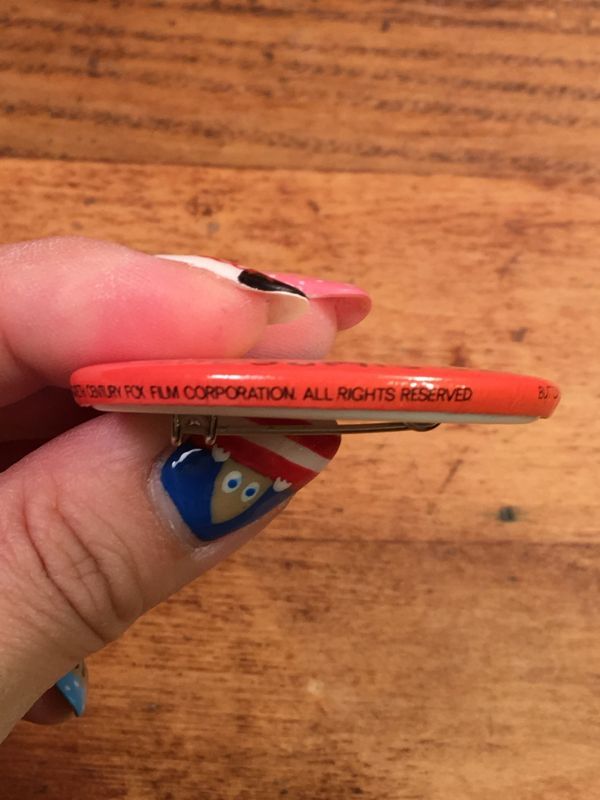 CENTURY FOX FILM CORPORATION. ALL RIGHTS RESERVED